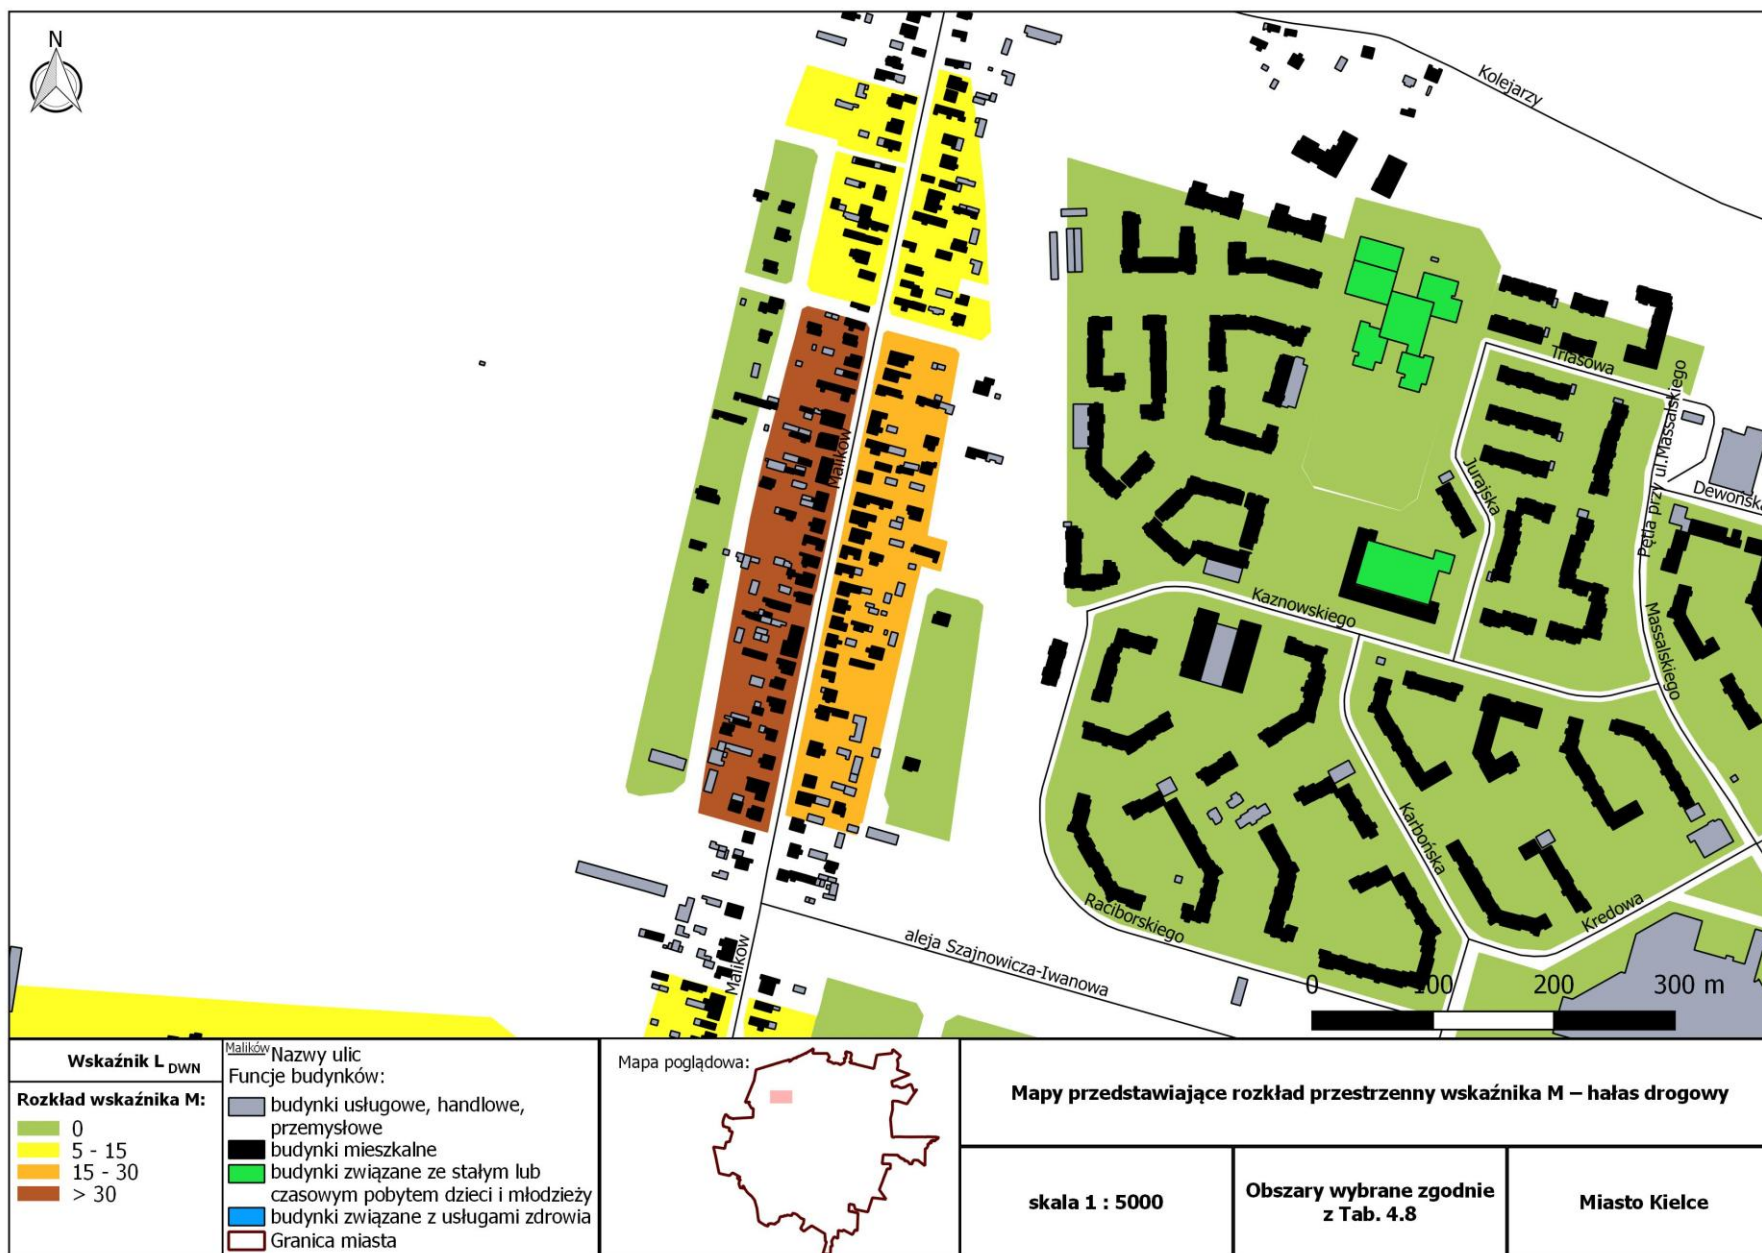 N
Kolejarzy
Triasowa
Pętla przy ul.Massalskiego
Malików
Jurajska
Dewońska
Kaznowskiego
Massalskiego
Karbońska
Raciborskiego
Kredowa
aleja Szajnowicza-Iwanowa
Malików
0 100 200 300 m
Wskaźnik L DWN
Rozkład wskaźnika M:
0
5 - 15
15 - 30
> 30
Malików Nazwy ulic
Funcje budynków:
budynki usługowe, handlowe,
przemysłowe
budynki mieszkalne
budynki związane ze stałym lub
czasowym pobytem dzieci i młodzieży
budynki związane z usługami zdrowia
Granica miasta
Mapa poglądowa:
Mapy przedstawiające rozkład przestrzenny wskaźnika M – hałas drogowy
skala 1 : 5000
Obszary wybrane zgodnie
z Tab. 4.8
Miasto Kielce